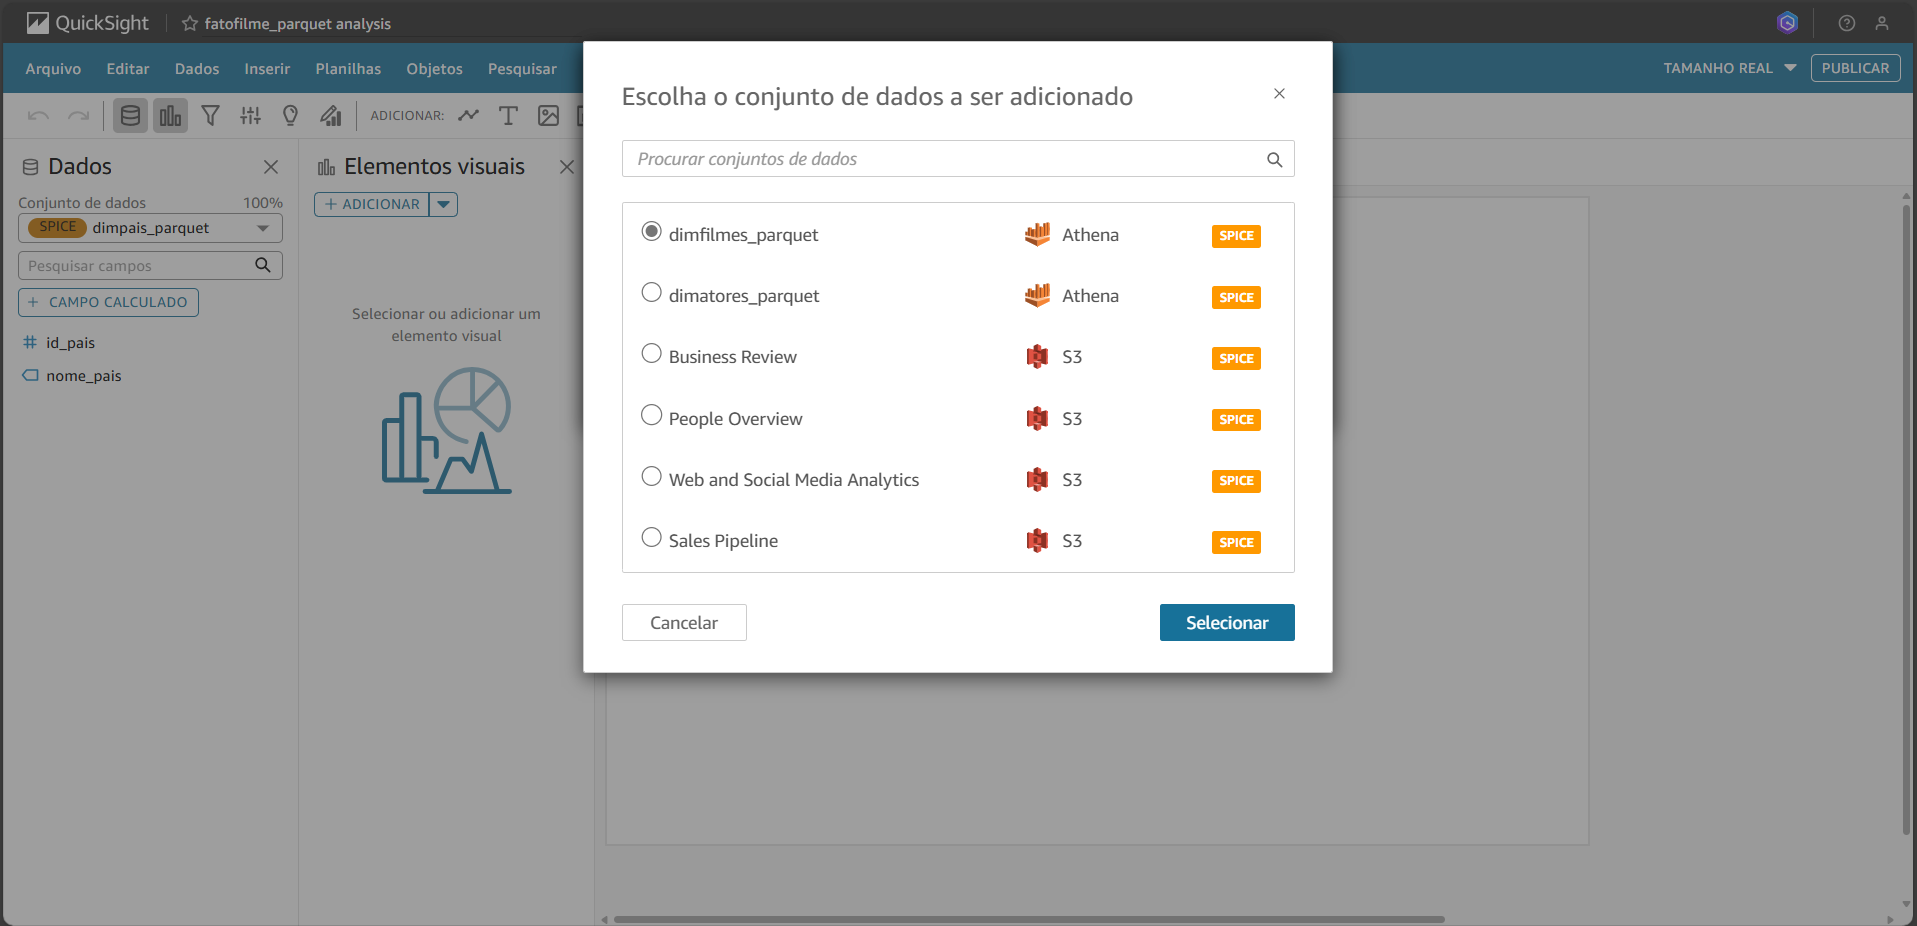 QuickSight
fatofilme_parquet analysis
Arquivo Editar Dados Inserir Planilhas Objetos Pesquisar
TAMANHO REAL PUBLICAR
ADICIONAR:
Dados
Conjunto de dados 100%
SPICE dimpais_parquet
Pesquisar campos
+ CAMPO CALCULADO
# id_pais
nome_pais
Elementos visuais
+ ADICIONAR
Selecionar ou adicionar um
elemento visual
Escolha o conjunto de dados a ser adicionado
Procurar conjuntos de dados
dimfilmes_parquet Athena SPICE
dimatores_parquet Athena SPICE
Business Review S3 SPICE
People Overview S3 SPICE
Web and Social Media Analytics S3 SPICE
Sales Pipeline S3 SPICE
Cancelar Selecionar